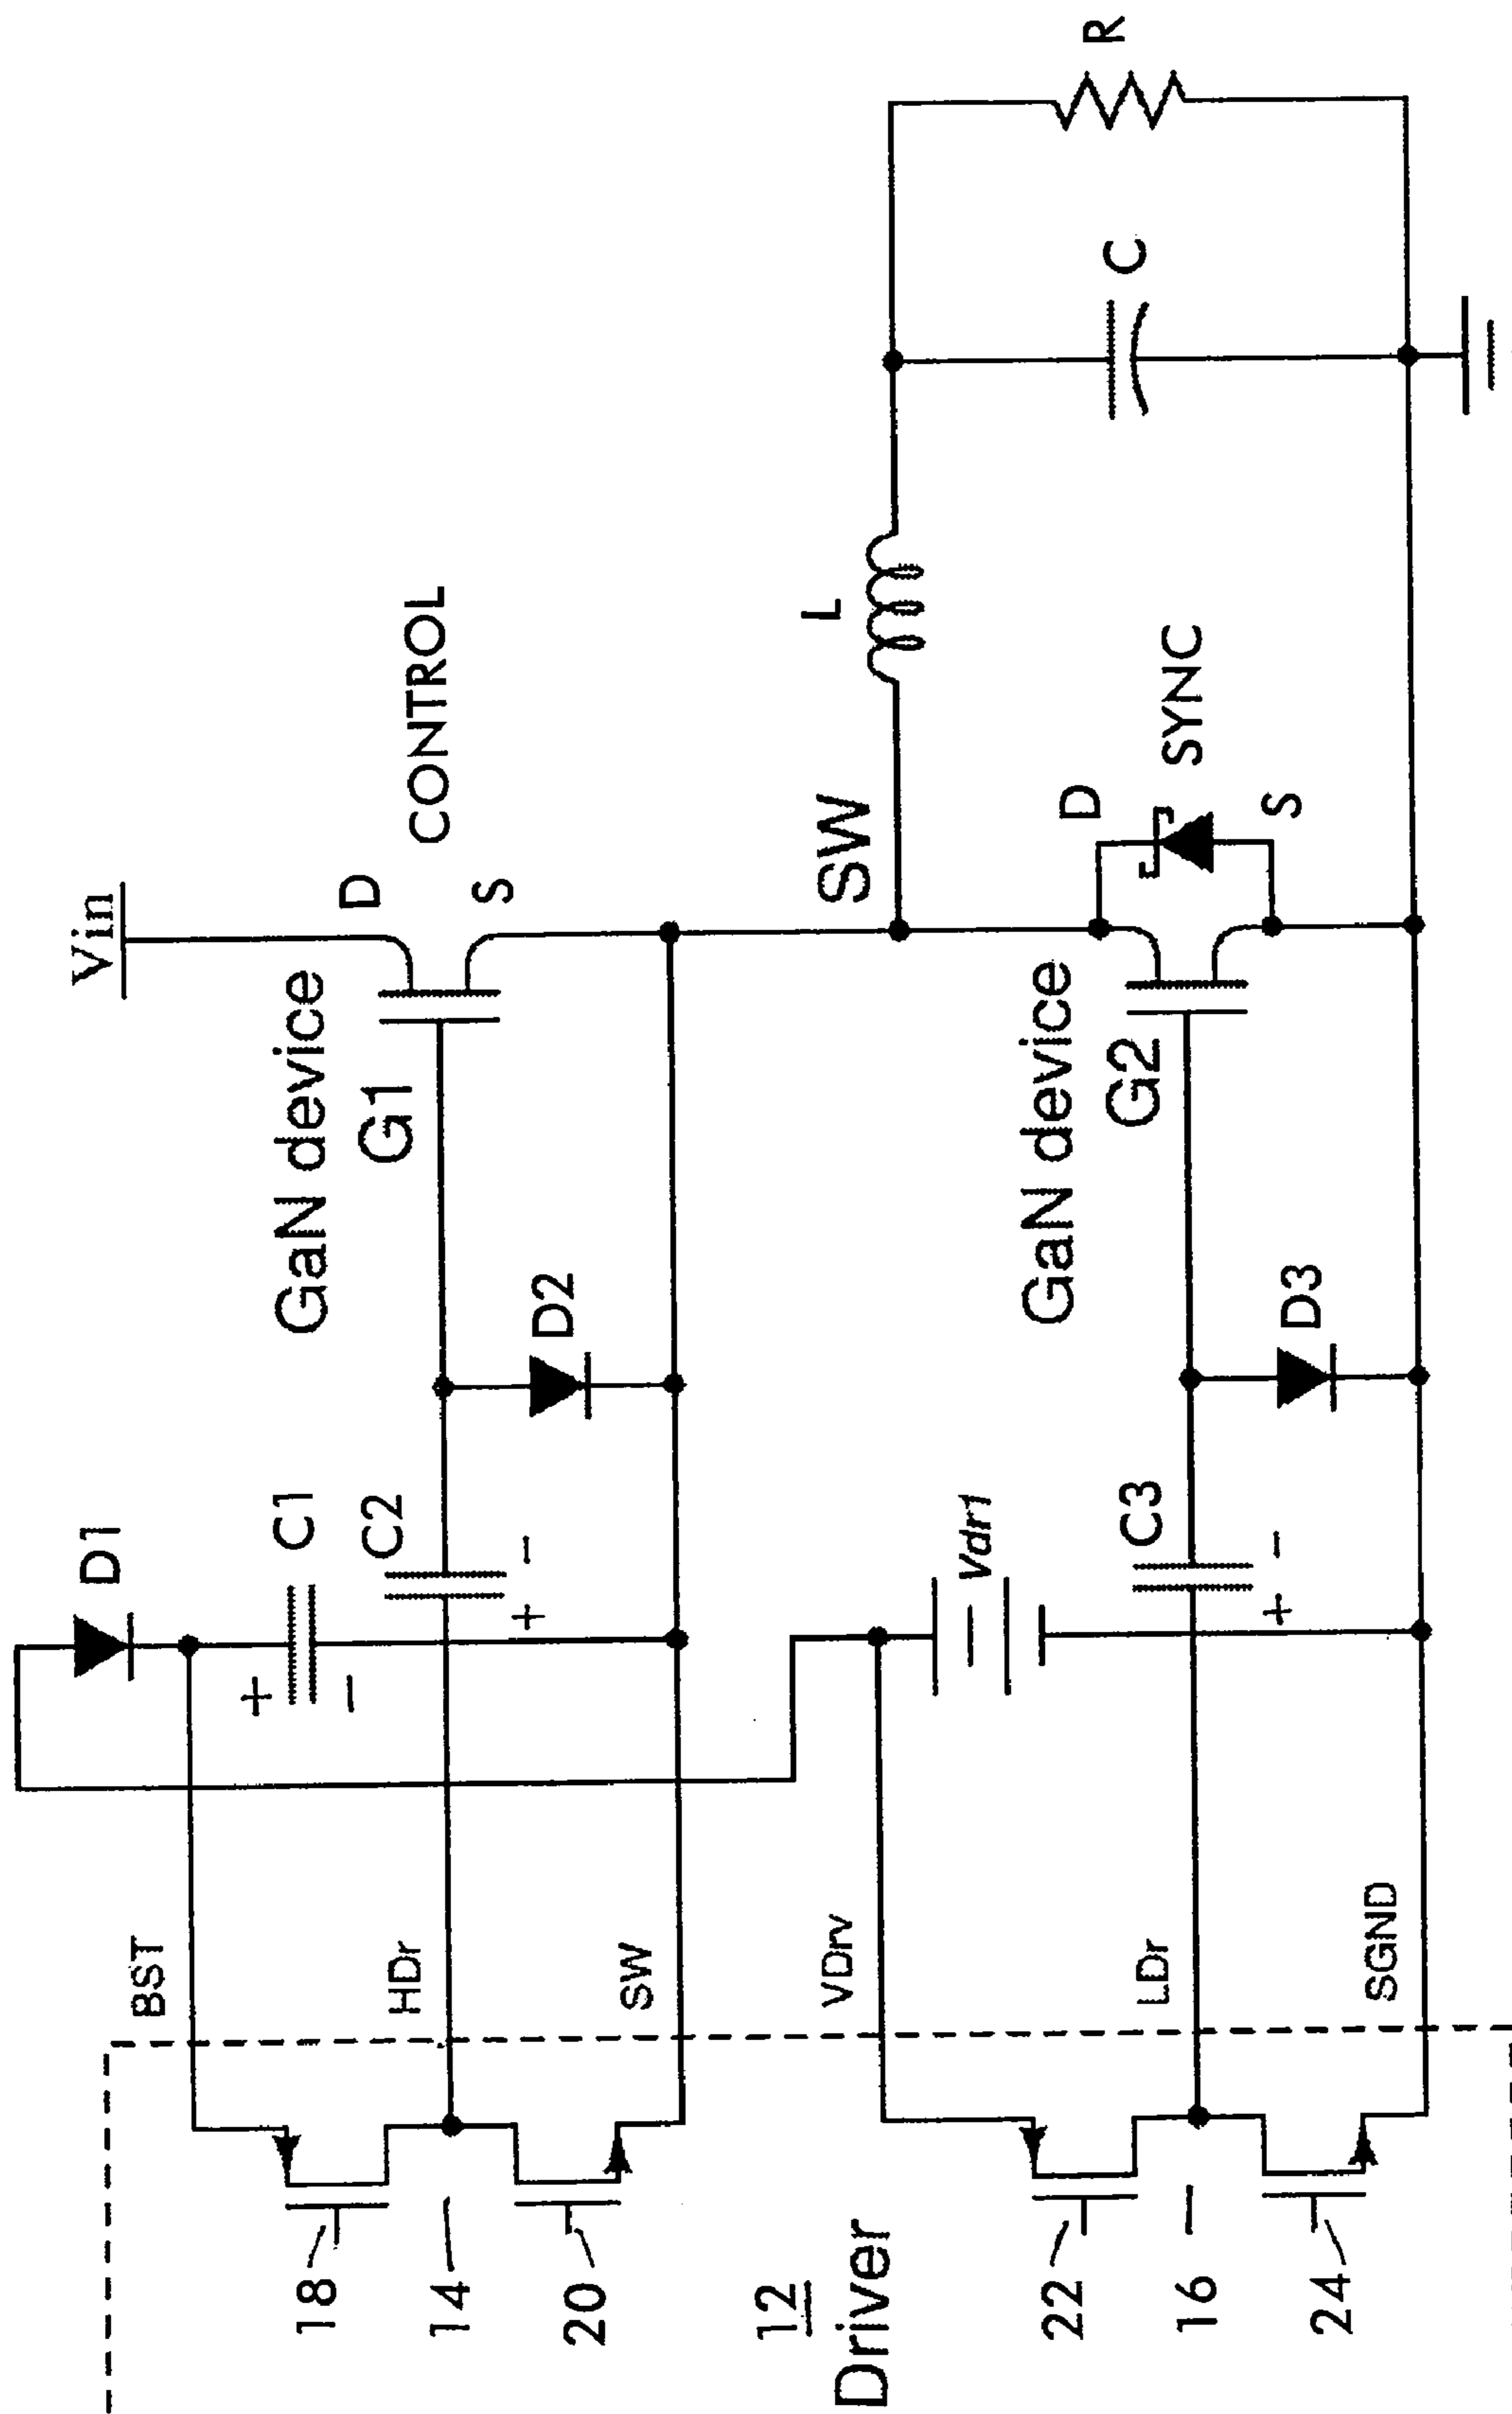 Vin
D
CONTROL
S
GaN device
G1
D1
C1
+
−
C2
+
−
D2
BST
HDr
SW
18
14
20
12
Driver
SW
L
C
R
D
SYNC
S
GaN device
G2
Vdr1
C3
+
−
D3
VDrv
LDr
SGND
22
16
24